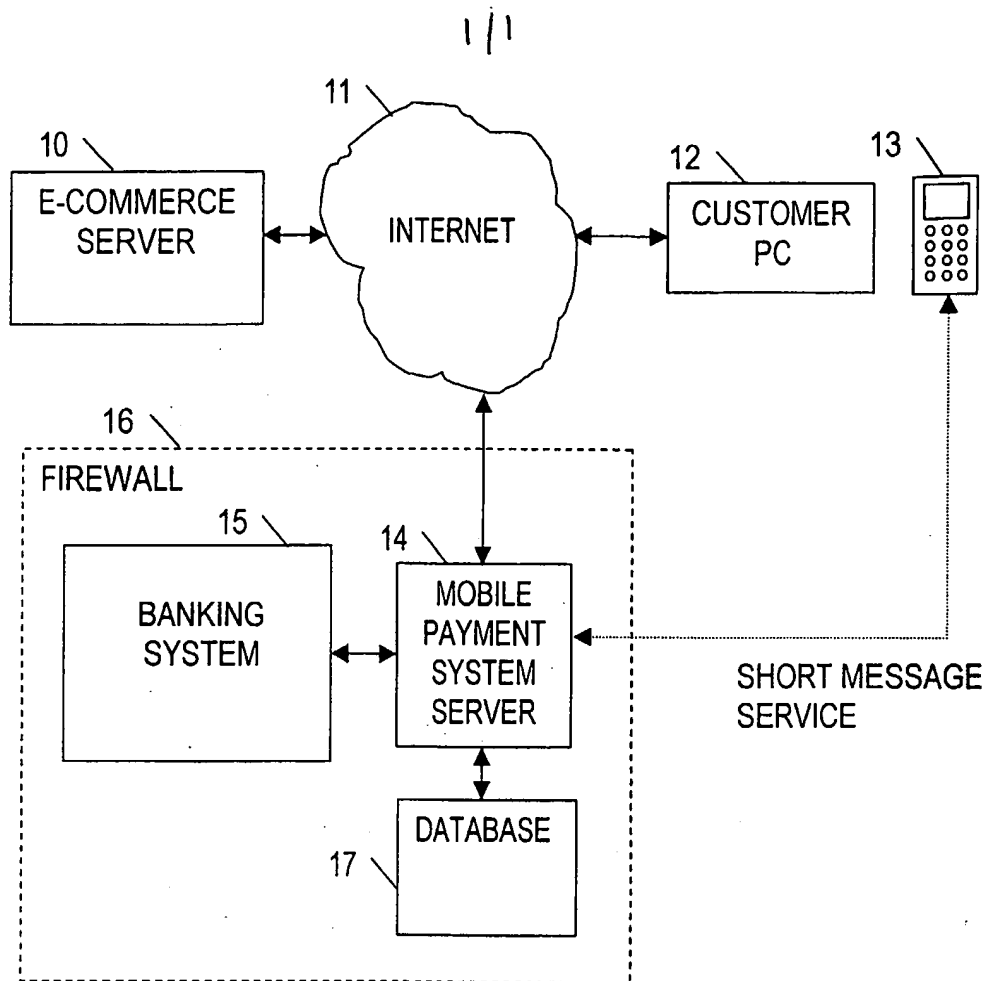 1/1
11
10
12
13
E-COMMERCE
SERVER
INTERNET
CUSTOMER
PC
16
FIREWALL
15
14
BANKING
SYSTEM
MOBILE
PAYMENT
SYSTEM
SERVER
SHORT MESSAGE
SERVICE
DATABASE
17